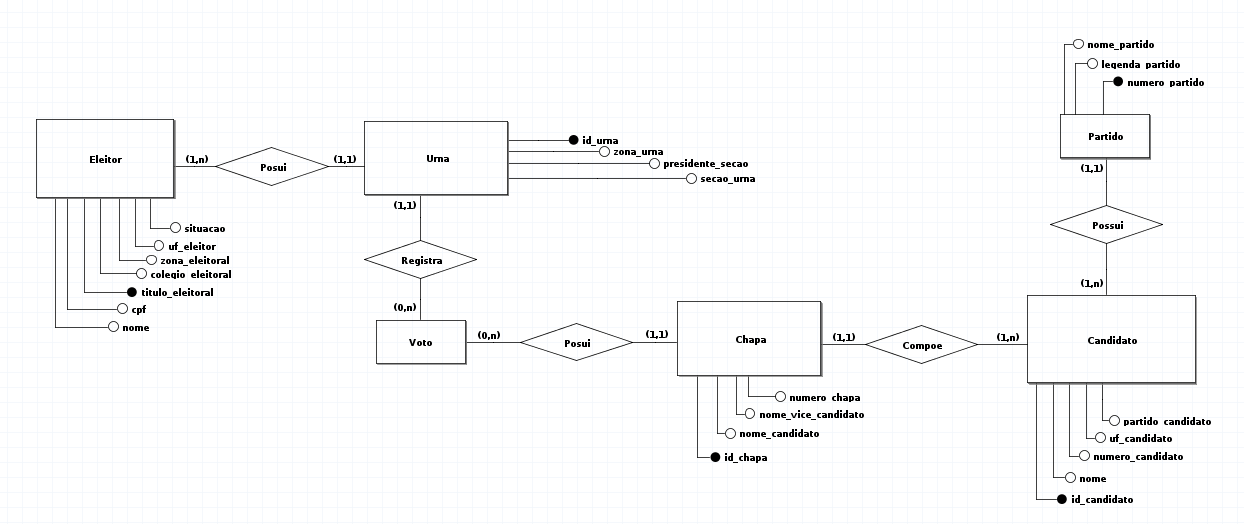 Eleitor
(1,n)
Posui
(1,1)
Urna
id_urna
zona_urna
presidente_secao
secao_urna
situacao
uf_eleitor
zona_eleitoral
colegio_eleitoral
titulo_eleitoral
cpf
nome
(1,1)
Registra
(0,n)
Voto
(0,n)
Posui
(1,1)
Chapa
numero_chapa
nome_vice_candidato
nome_candidato
id_chapa
(1,1)
Compoe
(1,n)
nome_partido
legenda_partido
numero_partido
Partido
(1,1)
Possui
(1,n)
Candidato
partido_candidato
uf_candidato
numero_candidato
nome
id_candidato